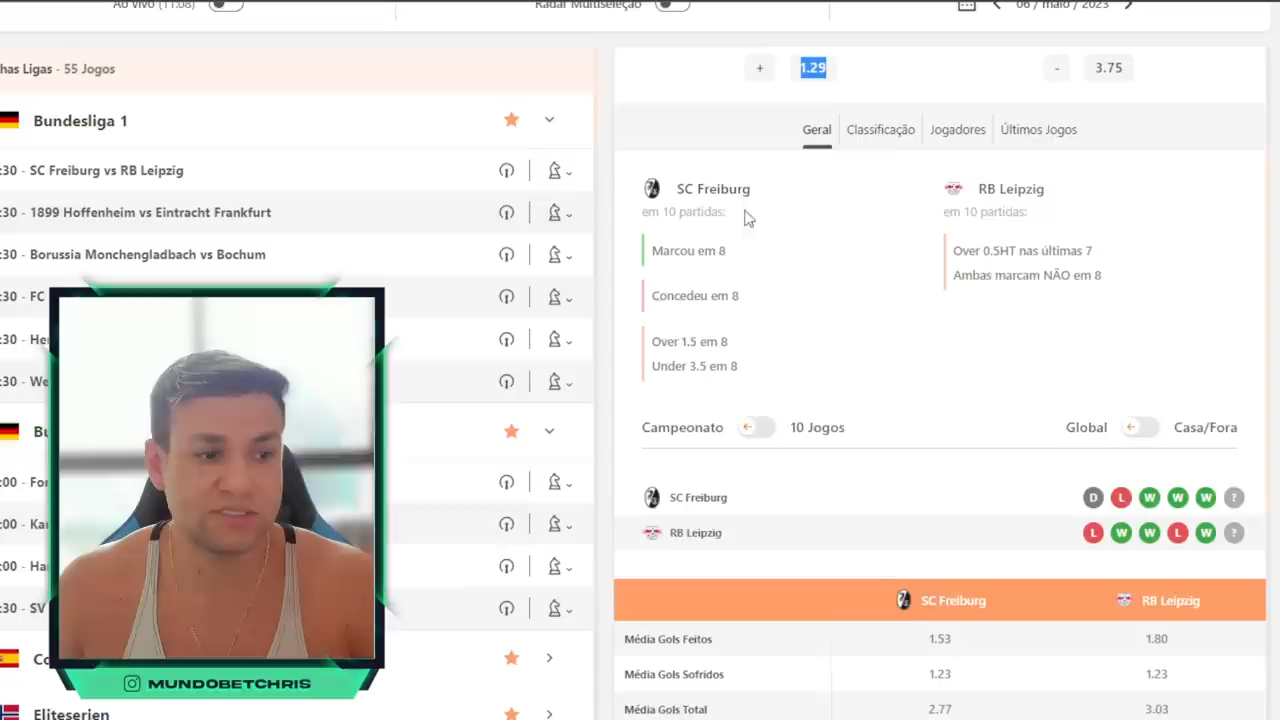 Ao vivo (11:08)
Radar Multiseleção
06 / maio / 2023
has Ligas - 55 Jogos
+ 1.29 - 3.75
Bundesliga 1
Geral Classificação Jogadores Últimos Jogos
:30 - SC Freiburg vs RB Leipzig
:30 - 1899 Hoffenheim vs Eintracht Frankfurt
:30 - Borussia Monchengladbach vs Bochum
:30 - FC
:30 - Her
:30 - We
Bu
:00 - For
:00 - Kar
:00 - Ha
:30 - SV
Co
Eliteserien
SC Freiburg
em 10 partidas:
Marcou em 8
Concedeu em 8
Over 1.5 em 8
Under 3.5 em 8
RB Leipzig
em 10 partidas:
Over 0.5HT nas últimas 7
Ambas marcam NÃO em 8
Campeonato 10 Jogos Global Casa/Fora
SC Freiburg D L W W W ?
RB Leipzig L W W L W ?
SC Freiburg RB Leipzig
Média Gols Feitos 1.53 1.80
Média Gols Sofridos 1.23 1.23
Média Gols Total 2.77 3.03
MUNDOBETCHRIS